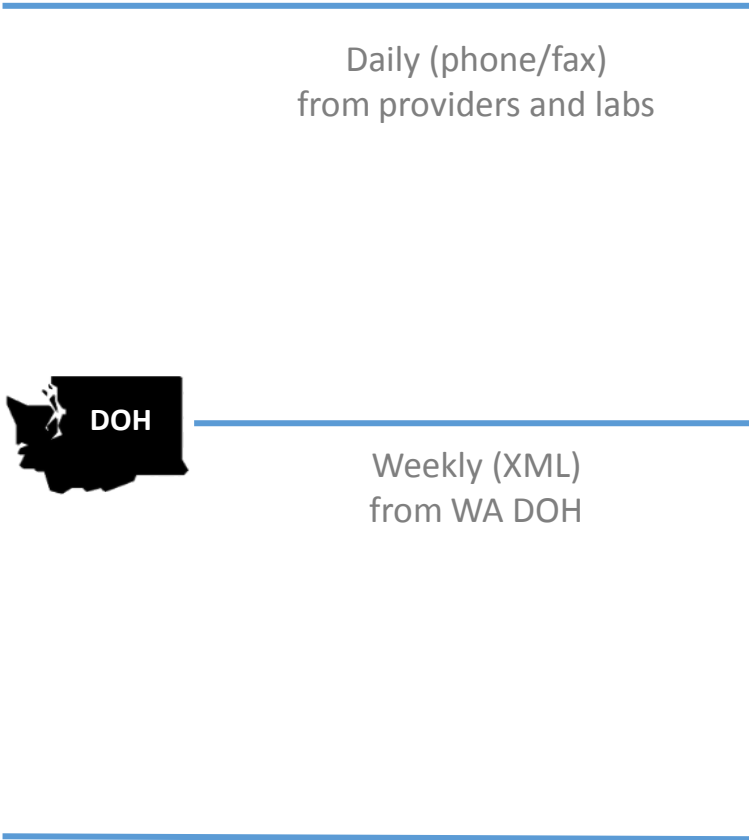 Daily (phone/fax)
from providers and labs
DOH
Weekly (XML)
from WA DOH